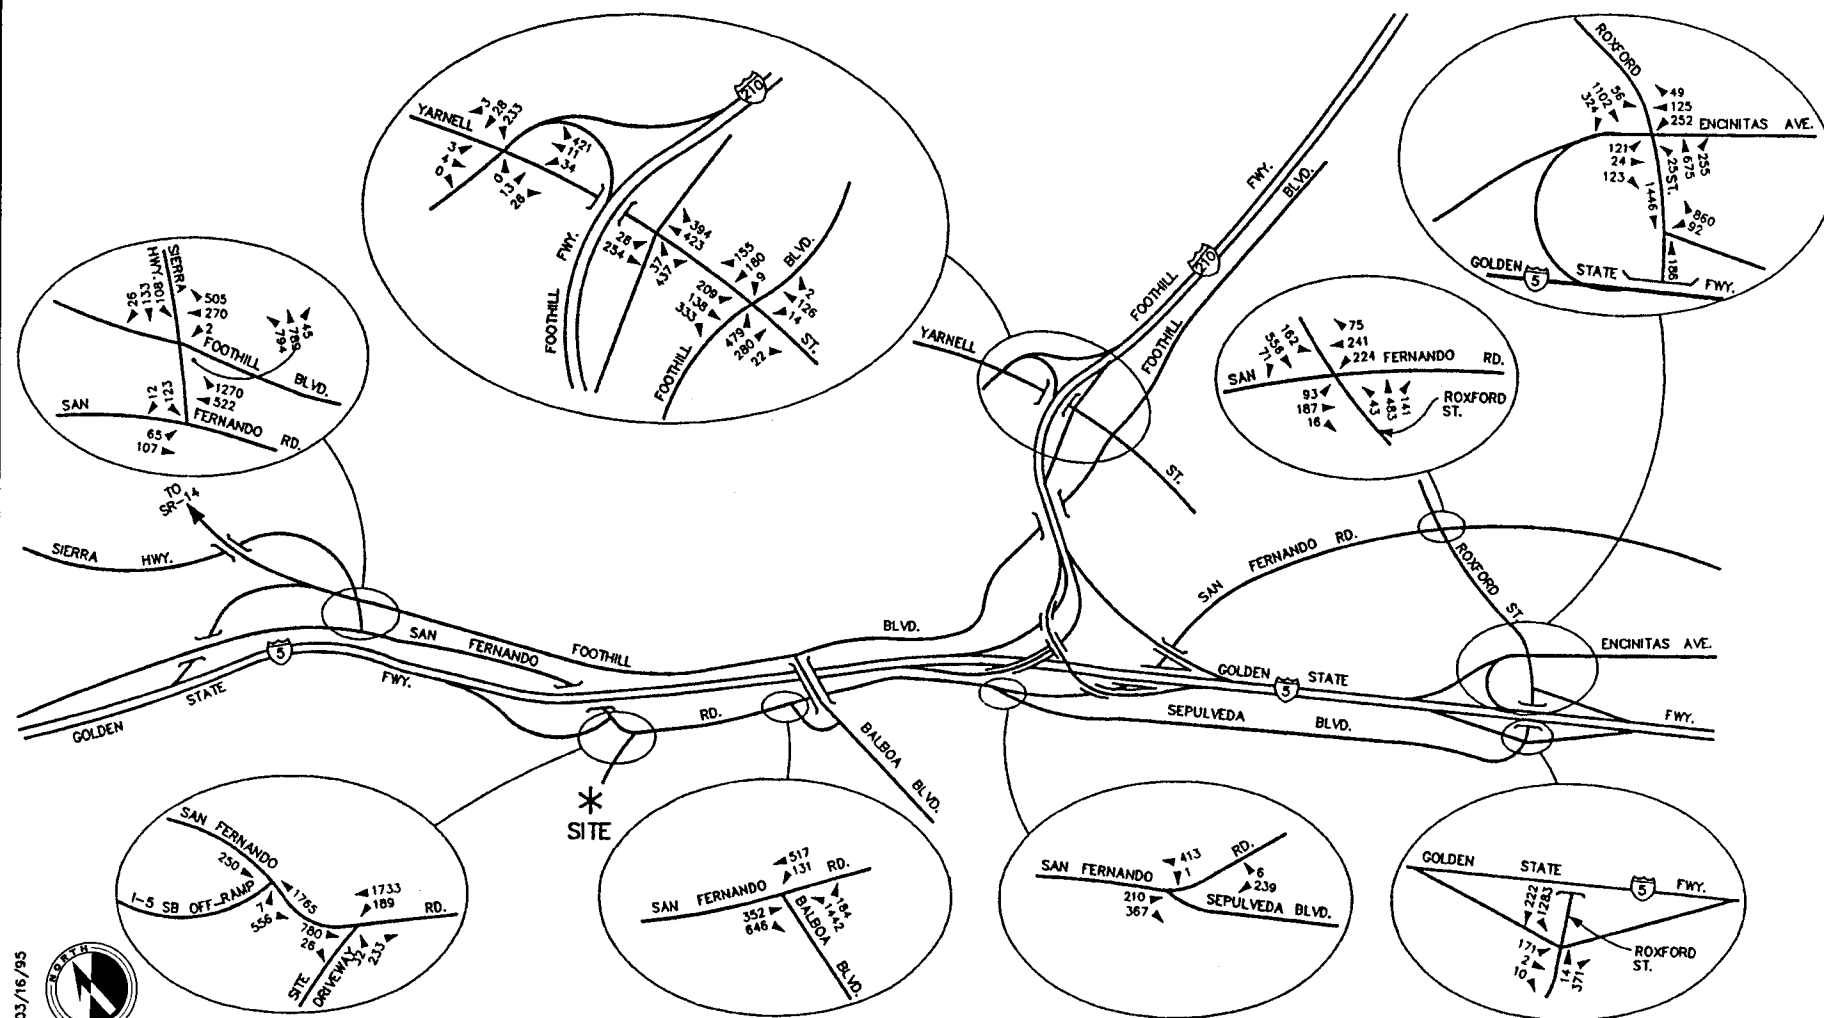 YARNELL
3
28
233
3
4
0
0
13
26
421
11
34
210
FWY.
FOOTHILL
28
254
394
423
37
437
155
180
9
209
138
333
BLVD.
2
126
14
479
280
22
ST.
FOOTHILL
ROXFORD
56
1102
324
49
125
252
ENCINITAS AVE.
121
24
123
25
675
255
ST.
1446
860
92
186
GOLDEN
5
STATE
FWY.
SIERRA
HWY.
26
133
108
505
270
2
45
789
794
FOOTHILL
BLVD.
12
123
1270
522
SAN
FERNANDO
RD.
65
107
162
556
71
75
241
224
SAN
FERNANDO
RD.
93
187
16
43
483
141
ROXFORD
ST.
FWY.
BLVD.
FOOTHILL
210
FOOTHILL
YARNELL
ST.
TO
SR-14
SIERRA
HWY.
SAN
FERNANDO
FOOTHILL
BLVD.
SAN
FERNANDO
RD.
ROXFORD
ST.
ENCINITAS AVE.
GOLDEN
STATE
5
FWY.
GOLDEN
STATE
5
FWY.
RD.
BALBOA
BLVD.
SEPULVEDA
BLVD.
*
SITE
SAN FERNANDO
250
I-5 SB OFF-RAMP
7
556
1765
1733
189
RD.
780
26
32
233
SITE
DRIVEWAY
517
131
RD.
SAN FERNANDO
352
646
184
1442
BALBOA
BLVD.
SAN FERNANDO
413
1
RD.
6
239
210
367
SEPULVEDA BLVD.
GOLDEN
STATE
5
FWY.
222
1283
171
2
10
14
371
ROXFORD
ST.
03/16/95
NORTH